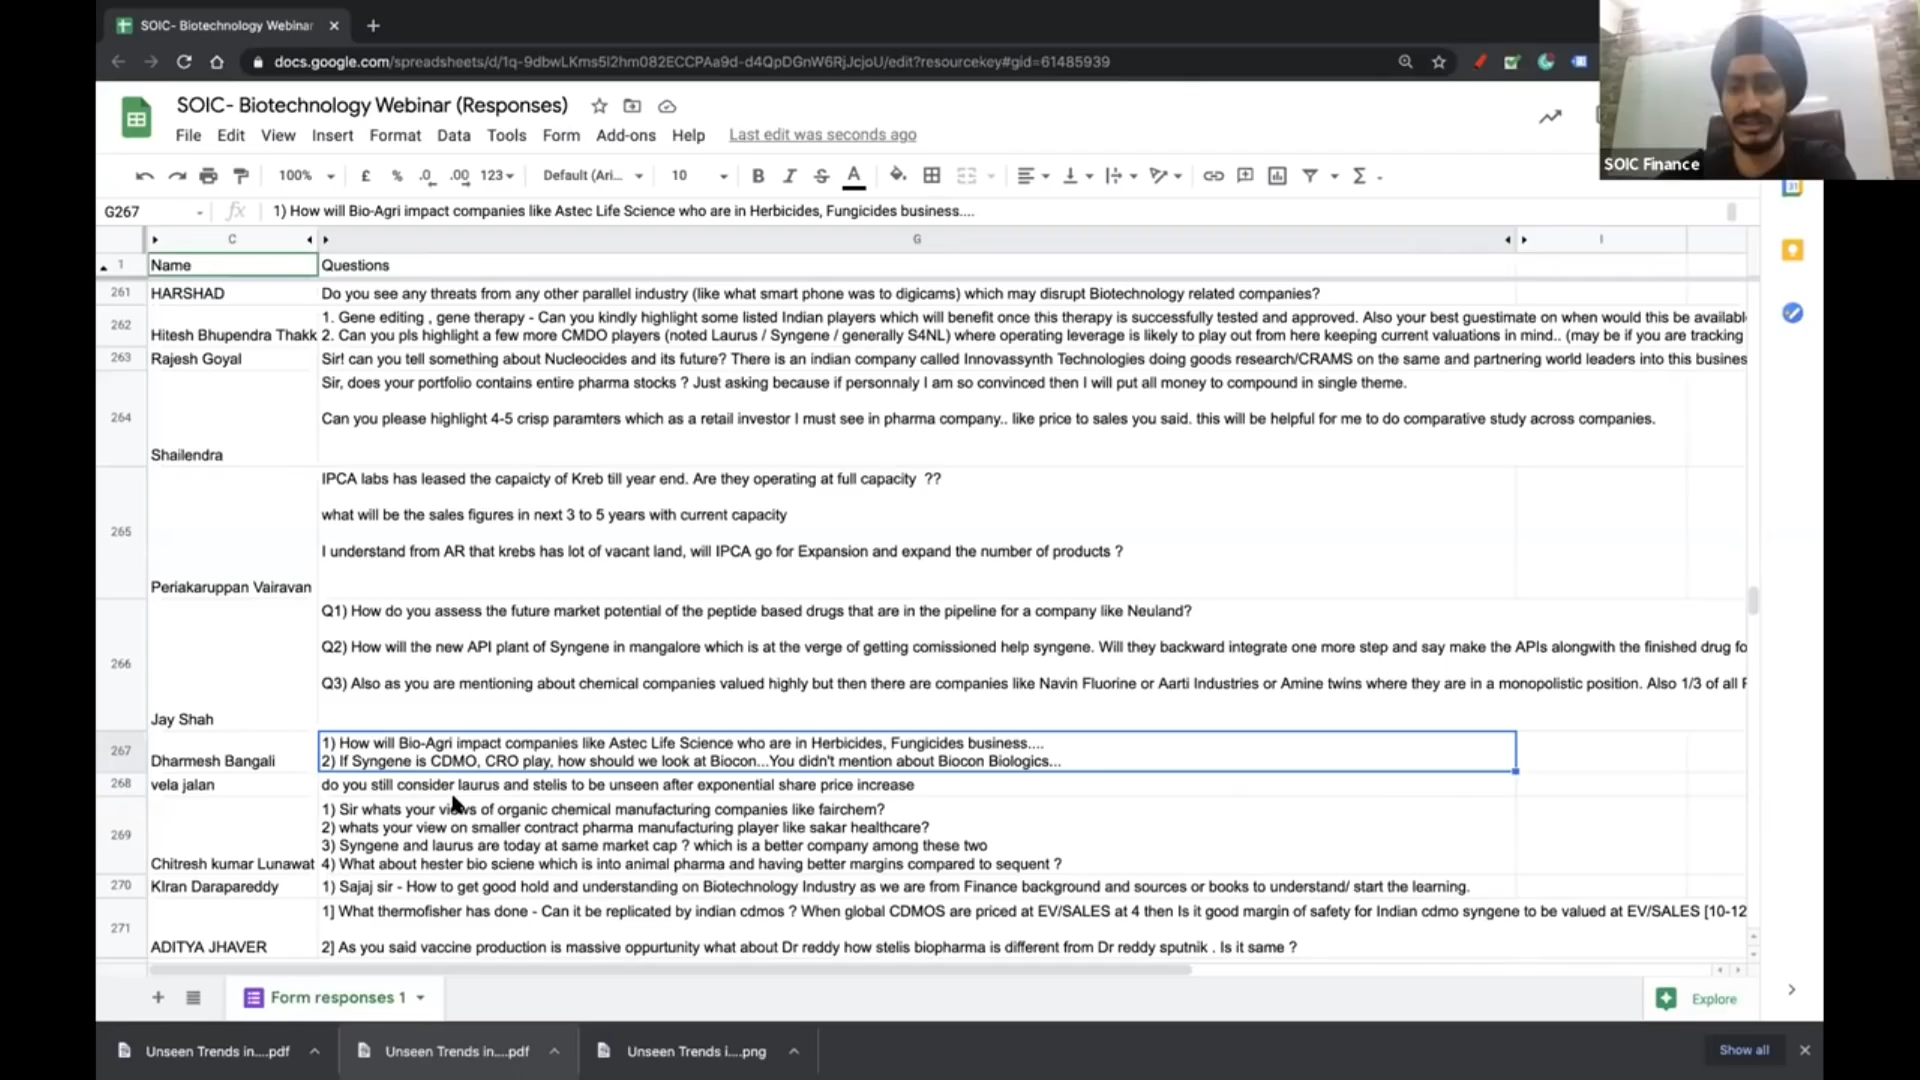 SOIC- Biotechnology Webinar
docs.google.com/spreadsheets/d/1q-9dbwLKms5I2hm082ECCPAa9d-d4QpDGnW6RjJcjoU/edit?resourcekey#gid=61485939
SOIC- Biotechnology Webinar (Responses)
File Edit View Insert Format Data Tools Form Add-ons Help Last edit was seconds ago
SOIC Finance
100% £ % .0 .00 123 Default (Ari... 10 B I S A
31
G267 fx 1) How will Bio-Agri impact companies like Astec Life Science who are in Herbicides, Fungicides business....
C G I
1 Name Questions
261 HARSHAD Do you see any threats from any other parallel industry (like what smart phone was to digicams) which may disrupt Biotechnology related companies?
1. Gene editing , gene therapy - Can you kindly highlight some listed Indian players which will benefit once this therapy is successfully tested and approved. Also your best guestimate on when would this be availabl
262 Hitesh Bhupendra Thakk 2. Can you pls highlight a few more CMDO players (noted Laurus / Syngene / generally S4NL) where operating leverage is likely to play out from here keeping current valuations in mind.. (may be if you are tracking
263 Rajesh Goyal Sir! can you tell something about Nucleocides and its future? There is an indian company called Innovassynth Technologies doing goods research/CRAMS on the same and partnering world leaders into this busines
Sir, does your portfolio contains entire pharma stocks ? Just asking because if personnaly I am so convinced then I will put all money to compound in single theme.
264 Can you please highlight 4-5 crisp paramters which as a retail investor I must see in pharma company.. like price to sales you said. this will be helpful for me to do comparative study across companies.
Shailendra
IPCA labs has leased the capaicty of Kreb till year end. Are they operating at full capacity ??
what will be the sales figures in next 3 to 5 years with current capacity
265
I understand from AR that krebs has lot of vacant land, will IPCA go for Expansion and expand the number of products ?
Periakaruppan Vairavan
Q1) How do you assess the future market potential of the peptide based drugs that are in the pipeline for a company like Neuland?
Q2) How will the new API plant of Syngene in mangalore which is at the verge of getting comissioned help syngene. Will they backward integrate one more step and say make the APIs alongwith the finished drug fo
266
Q3) Also as you are mentioning about chemical companies valued highly but then there are companies like Navin Fluorine or Aarti Industries or Amine twins where they are in a monopolistic position. Also 1/3 of all
Jay Shah
267 1) How will Bio-Agri impact companies like Astec Life Science who are in Herbicides, Fungicides business....
Dharmesh Bangali 2) If Syngene is CDMO, CRO play, how should we look at Biocon...You didn't mention about Biocon Biologics...
268 vela jalan do you still consider laurus and stelis to be unseen after exponential share price increase
1) Sir whats your views of organic chemical manufacturing companies like fairchem?
2) whats your view on smaller contract pharma manufacturing player like sakar healthcare?
269 3) Syngene and laurus are today at same market cap ? which is a better company among these two
Chitresh kumar Lunawat 4) What about hester bio sciene which is into animal pharma and having better margins compared to sequent ?
270 KIran Darapareddy 1) Sajaj sir - How to get good hold and understanding on Biotechnology Industry as we are from Finance background and sources or books to understand/ start the learning.
1] What thermofisher has done - Can it be replicated by indian cdmos ? When global CDMOS are priced at EV/SALES at 4 then Is it good margin of safety for Indian cdmo syngene to be valued at EV/SALES [10-12
271
ADITYA JHAVER 2] As you said vaccine production is massive oppurtunity what about Dr reddy how stelis biopharma is different from Dr reddy sputnik . Is it same ?
Form responses 1 Explore
Unseen Trends in....pdf Unseen Trends in....pdf Unseen Trends i....png Show all